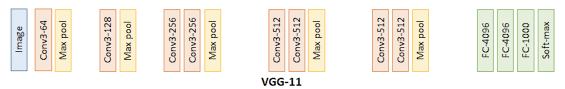 Image
Conv3-64
Max pool
Conv3-128
Max pool
Conv3-256
Conv3-256
Max pool
Conv3-512
Conv3-512
Max pool
Conv3-512
Conv3-512
Max pool
FC-4096
FC-4096
FC-1000
Soft-max
VGG-11